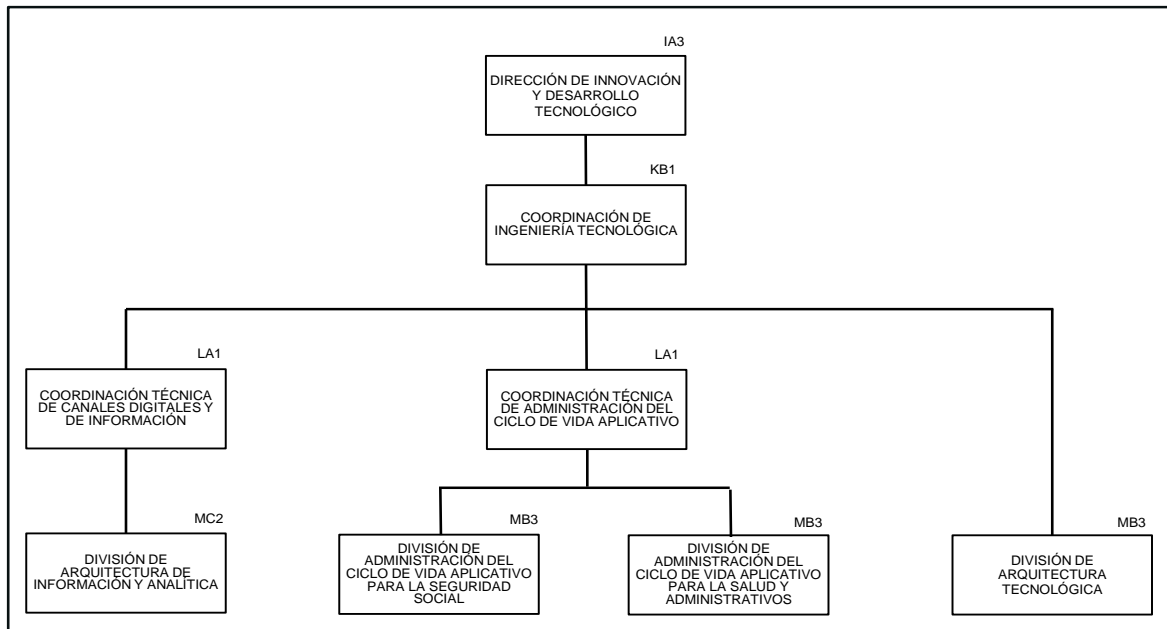 IA3
DIRECCIÓN DE INNOVACIÓN
Y DESARROLLO
TECNOLÓGICO
KB1
COORDINACIÓN DE
INGENIERÍA TECNOLÓGICA
LA1
COORDINACIÓN TÉCNICA
DE CANALES DIGITALES Y
DE INFORMACIÓN
LA1
COORDINACIÓN TÉCNICA
DE ADMINISTRACIÓN DEL
CICLO DE VIDA APLICATIVO
MC2
DIVISIÓN DE
ARQUITECTURA DE
INFORMACIÓN Y ANALÍTICA
MB3
DIVISIÓN DE
ADMINISTRACIÓN DEL
CICLO DE VIDA APLICATIVO
PARA LA SEGURIDAD
SOCIAL
MB3
DIVISIÓN DE
ADMINISTRACIÓN DEL
CICLO DE VIDA APLICATIVO
PARA LA SALUD Y
ADMINISTRATIVOS
MB3
DIVISIÓN DE
ARQUITECTURA
TECNOLÓGICA